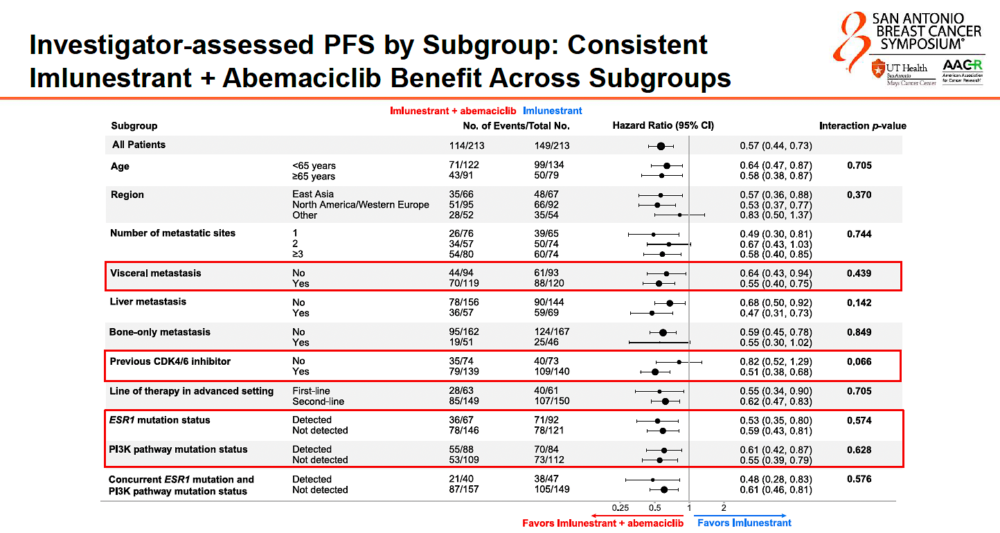 Investigator-assessed PFS by Subgroup: Consistent
Imlunestrant + Abemaciclib Benefit Across Subgroups
SAN ANTONIO
BREAST CANCER
SYMPOSIUM®
UT Health
San Antonio
Mays Cancer Center
AACR
American Association
for Cancer Research®
Imlunestrant + abemaciclib Imlunestrant
Subgroup No. of Events/Total No. Hazard Ratio (95% CI) Interaction p-value
All Patients 114/213 149/213 0.57 (0.44, 0.73)
Age <65 years 71/122 99/134 0.64 (0.47, 0.87) 0.705
≥65 years 43/91 50/79 0.58 (0.38, 0.87)
Region East Asia 35/66 48/67 0.57 (0.36, 0.88) 0.370
North America/Western Europe 51/95 66/92 0.53 (0.37, 0.77)
Other 28/52 35/54 0.83 (0.50, 1.37)
Number of metastatic sites 1 26/76 39/65 0.49 (0.30, 0.81) 0.744
2 34/57 50/74 0.67 (0.43, 1.03)
≥3 54/80 60/74 0.58 (0.40, 0.85)
Visceral metastasis No 44/94 61/93 0.64 (0.43, 0.94) 0.439
Yes 70/119 88/120 0.55 (0.40, 0.75)
Liver metastasis No 78/156 90/144 0.68 (0.50, 0.92) 0.142
Yes 36/57 59/69 0.47 (0.31, 0.73)
Bone-only metastasis No 95/162 124/167 0.59 (0.45, 0.78) 0.849
Yes 19/51 25/46 0.55 (0.30, 1.02)
Previous CDK4/6 inhibitor No 35/74 40/73 0.82 (0.52, 1.29) 0.066
Yes 79/139 109/140 0.51 (0.38, 0.68)
Line of therapy in advanced setting First-line 28/63 40/61 0.55 (0.34, 0.90) 0.705
Second-line 85/149 107/150 0.62 (0.47, 0.83)
ESR1 mutation status Detected 36/67 71/92 0.53 (0.35, 0.80) 0.574
Not detected 78/146 78/121 0.59 (0.43, 0.81)
PI3K pathway mutation status Detected 55/88 70/84 0.61 (0.42, 0.87) 0.628
Not detected 53/109 73/112 0.55 (0.39, 0.79)
Concurrent ESR1 mutation and Detected 21/40 38/47 0.48 (0.28, 0.83) 0.576
PI3K pathway mutation status Not detected 87/157 105/149 0.61 (0.46, 0.81)
0.25 0.5 1 2
Favors Imlunestrant + abemaciclib Favors Imlunestrant